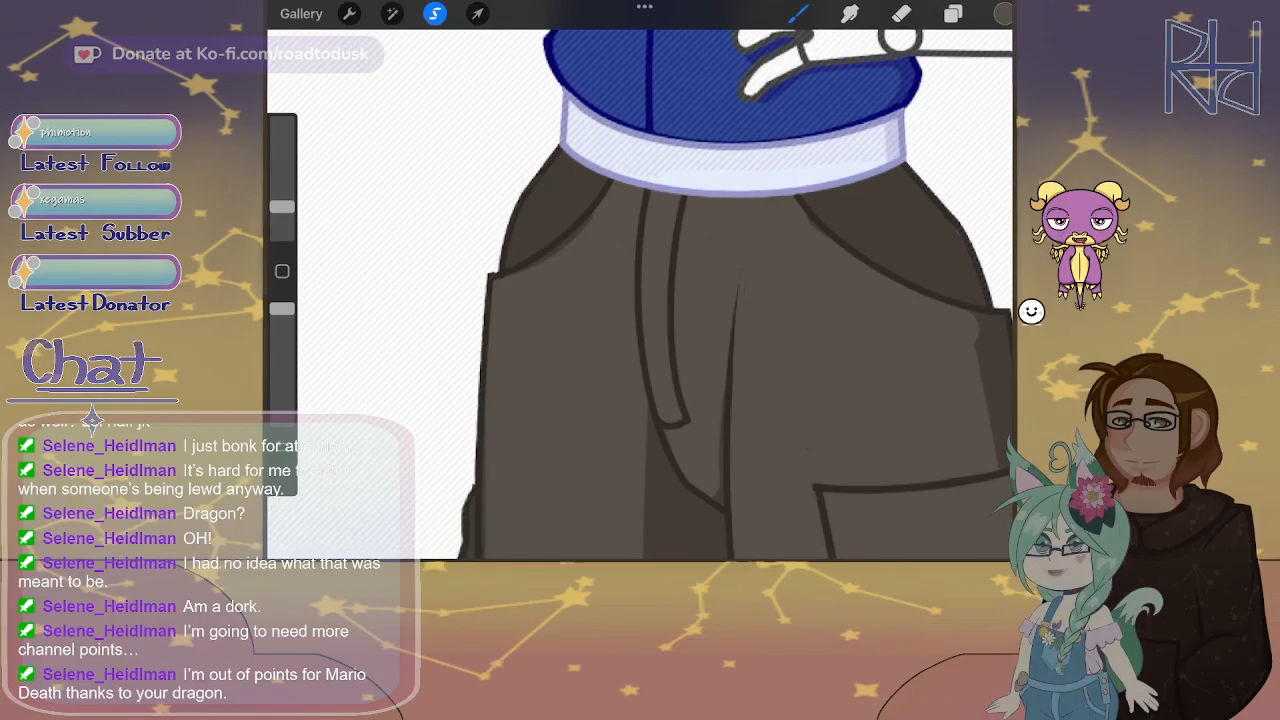 Gallery
Donate at Ko-fi.com/roadtodusk
phimotion
Latest Follow
xegamas
Latest Subber
Latest Donator
Chat
Selene_Heidlman I just bonk for
Selene_Heidlman It's hard for me to
when someone's being lewd anyway.
Selene_Heidlman Dragon?
Selene_Heidlman OH!
Selene_Heidlman I had no idea what that was
meant to be.
Selene_Heidlman Am a dork.
Selene_Heidlman I'm going to need more
channel points…
Selene_Heidlman I'm out of points for Mario
Death thanks to your dragon.